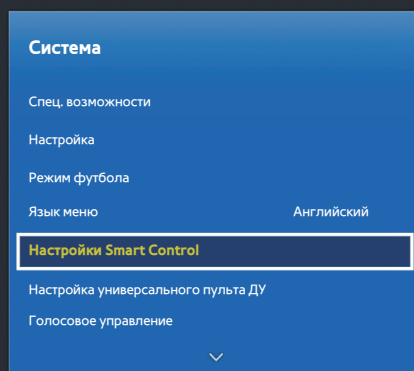 Система
Спец. возможности
Настройка
Режим футбола
Язык меню Английский
Настройки Smart Control
Настройка универсального пульта ДУ
Голосовое управление